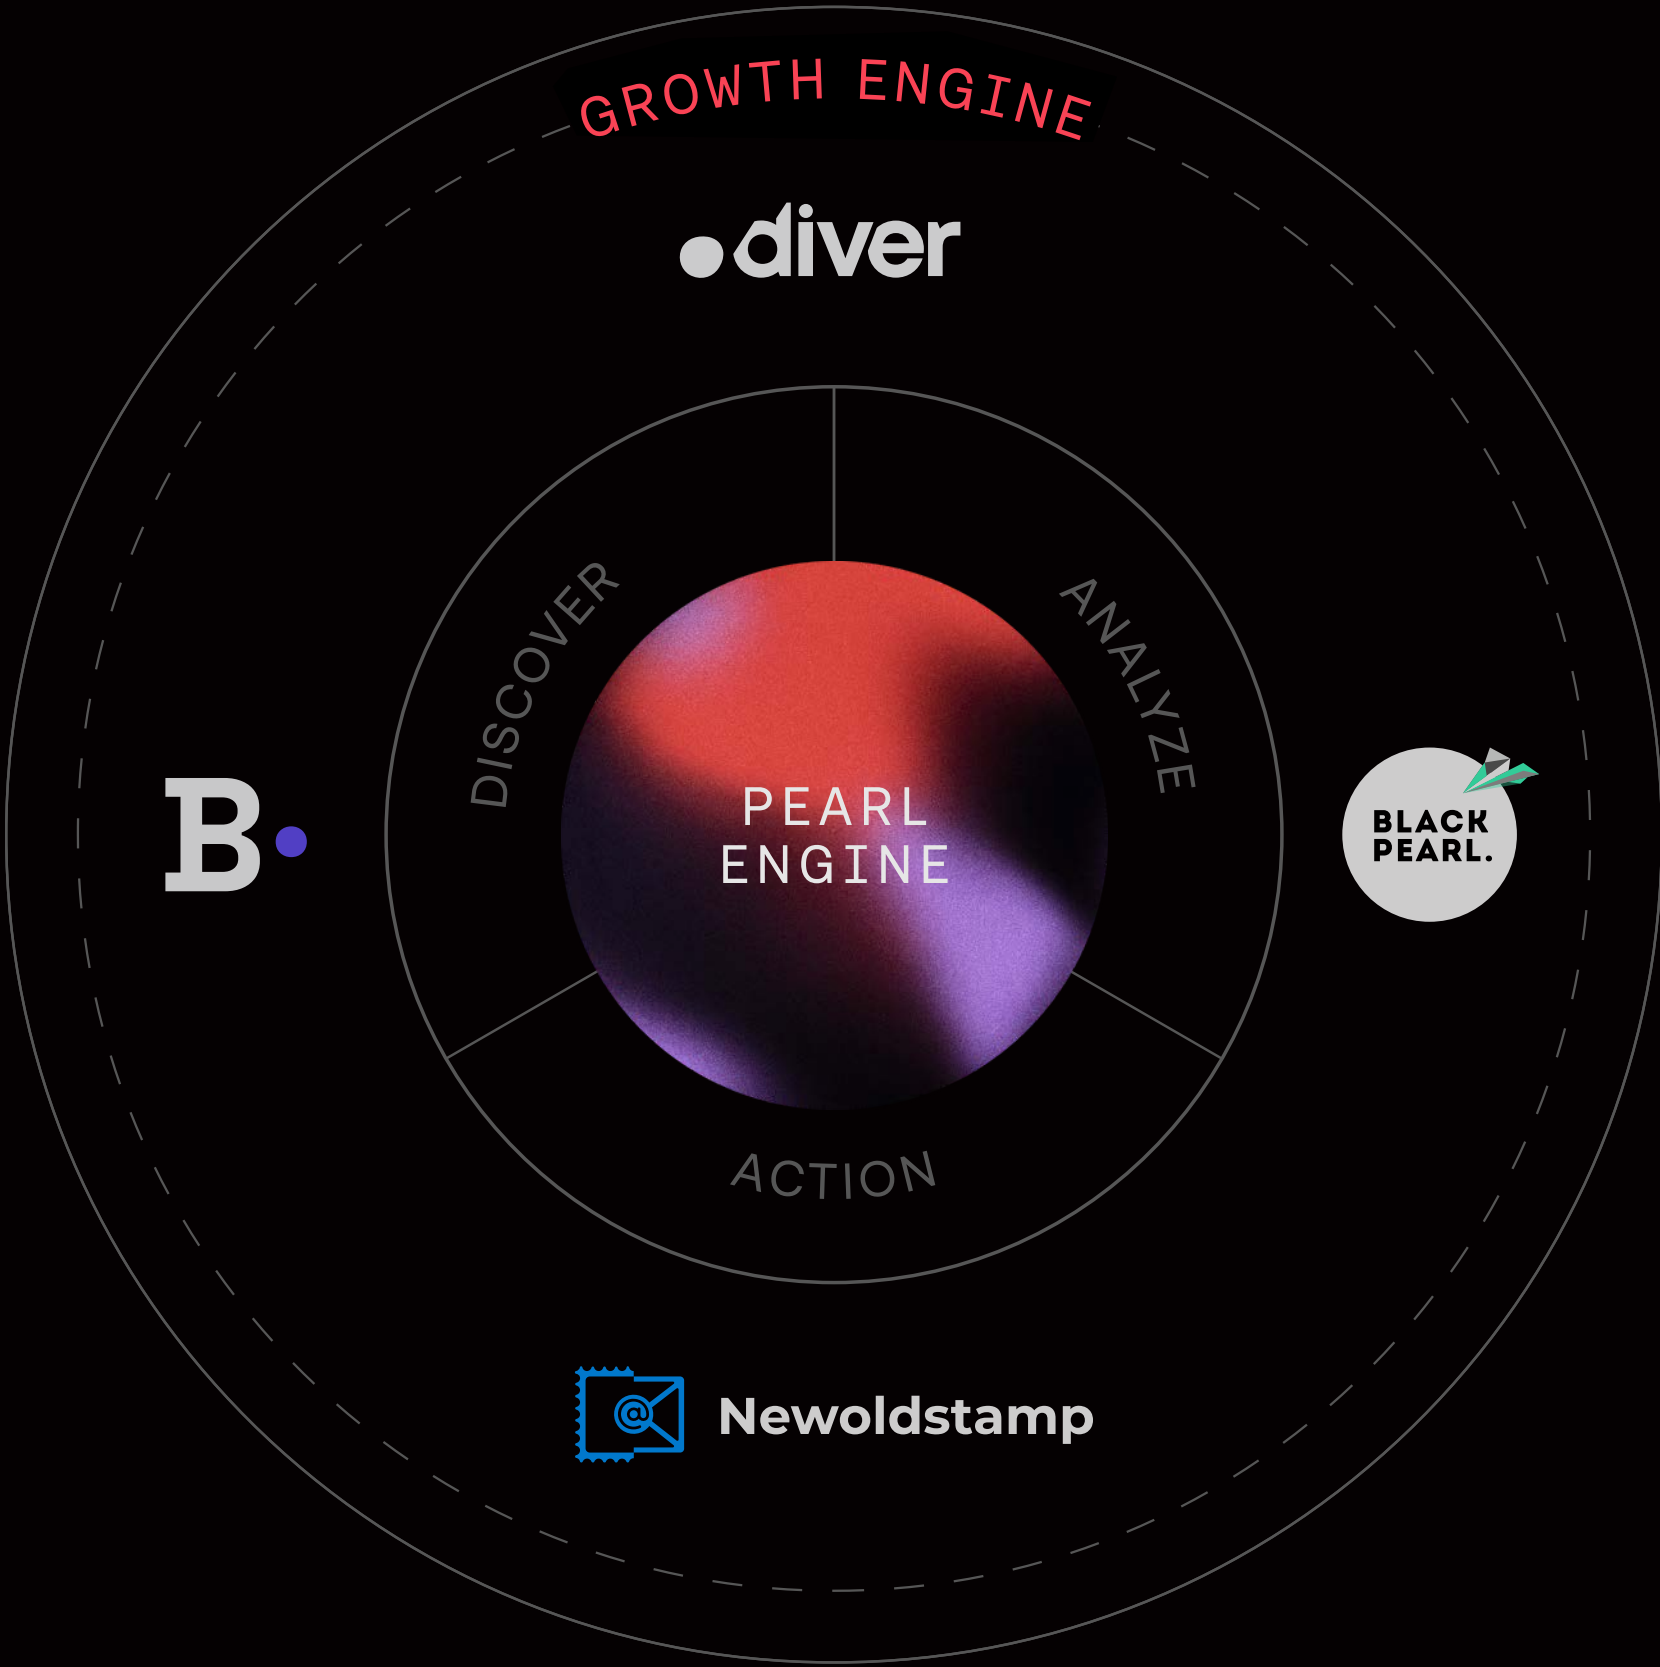 GROWTH ENGINE
diver
DISCOVER
ANALYZE
PEARL
ENGINE
B
BLACK
PEARL.
ACTION
@ Newoldstamp